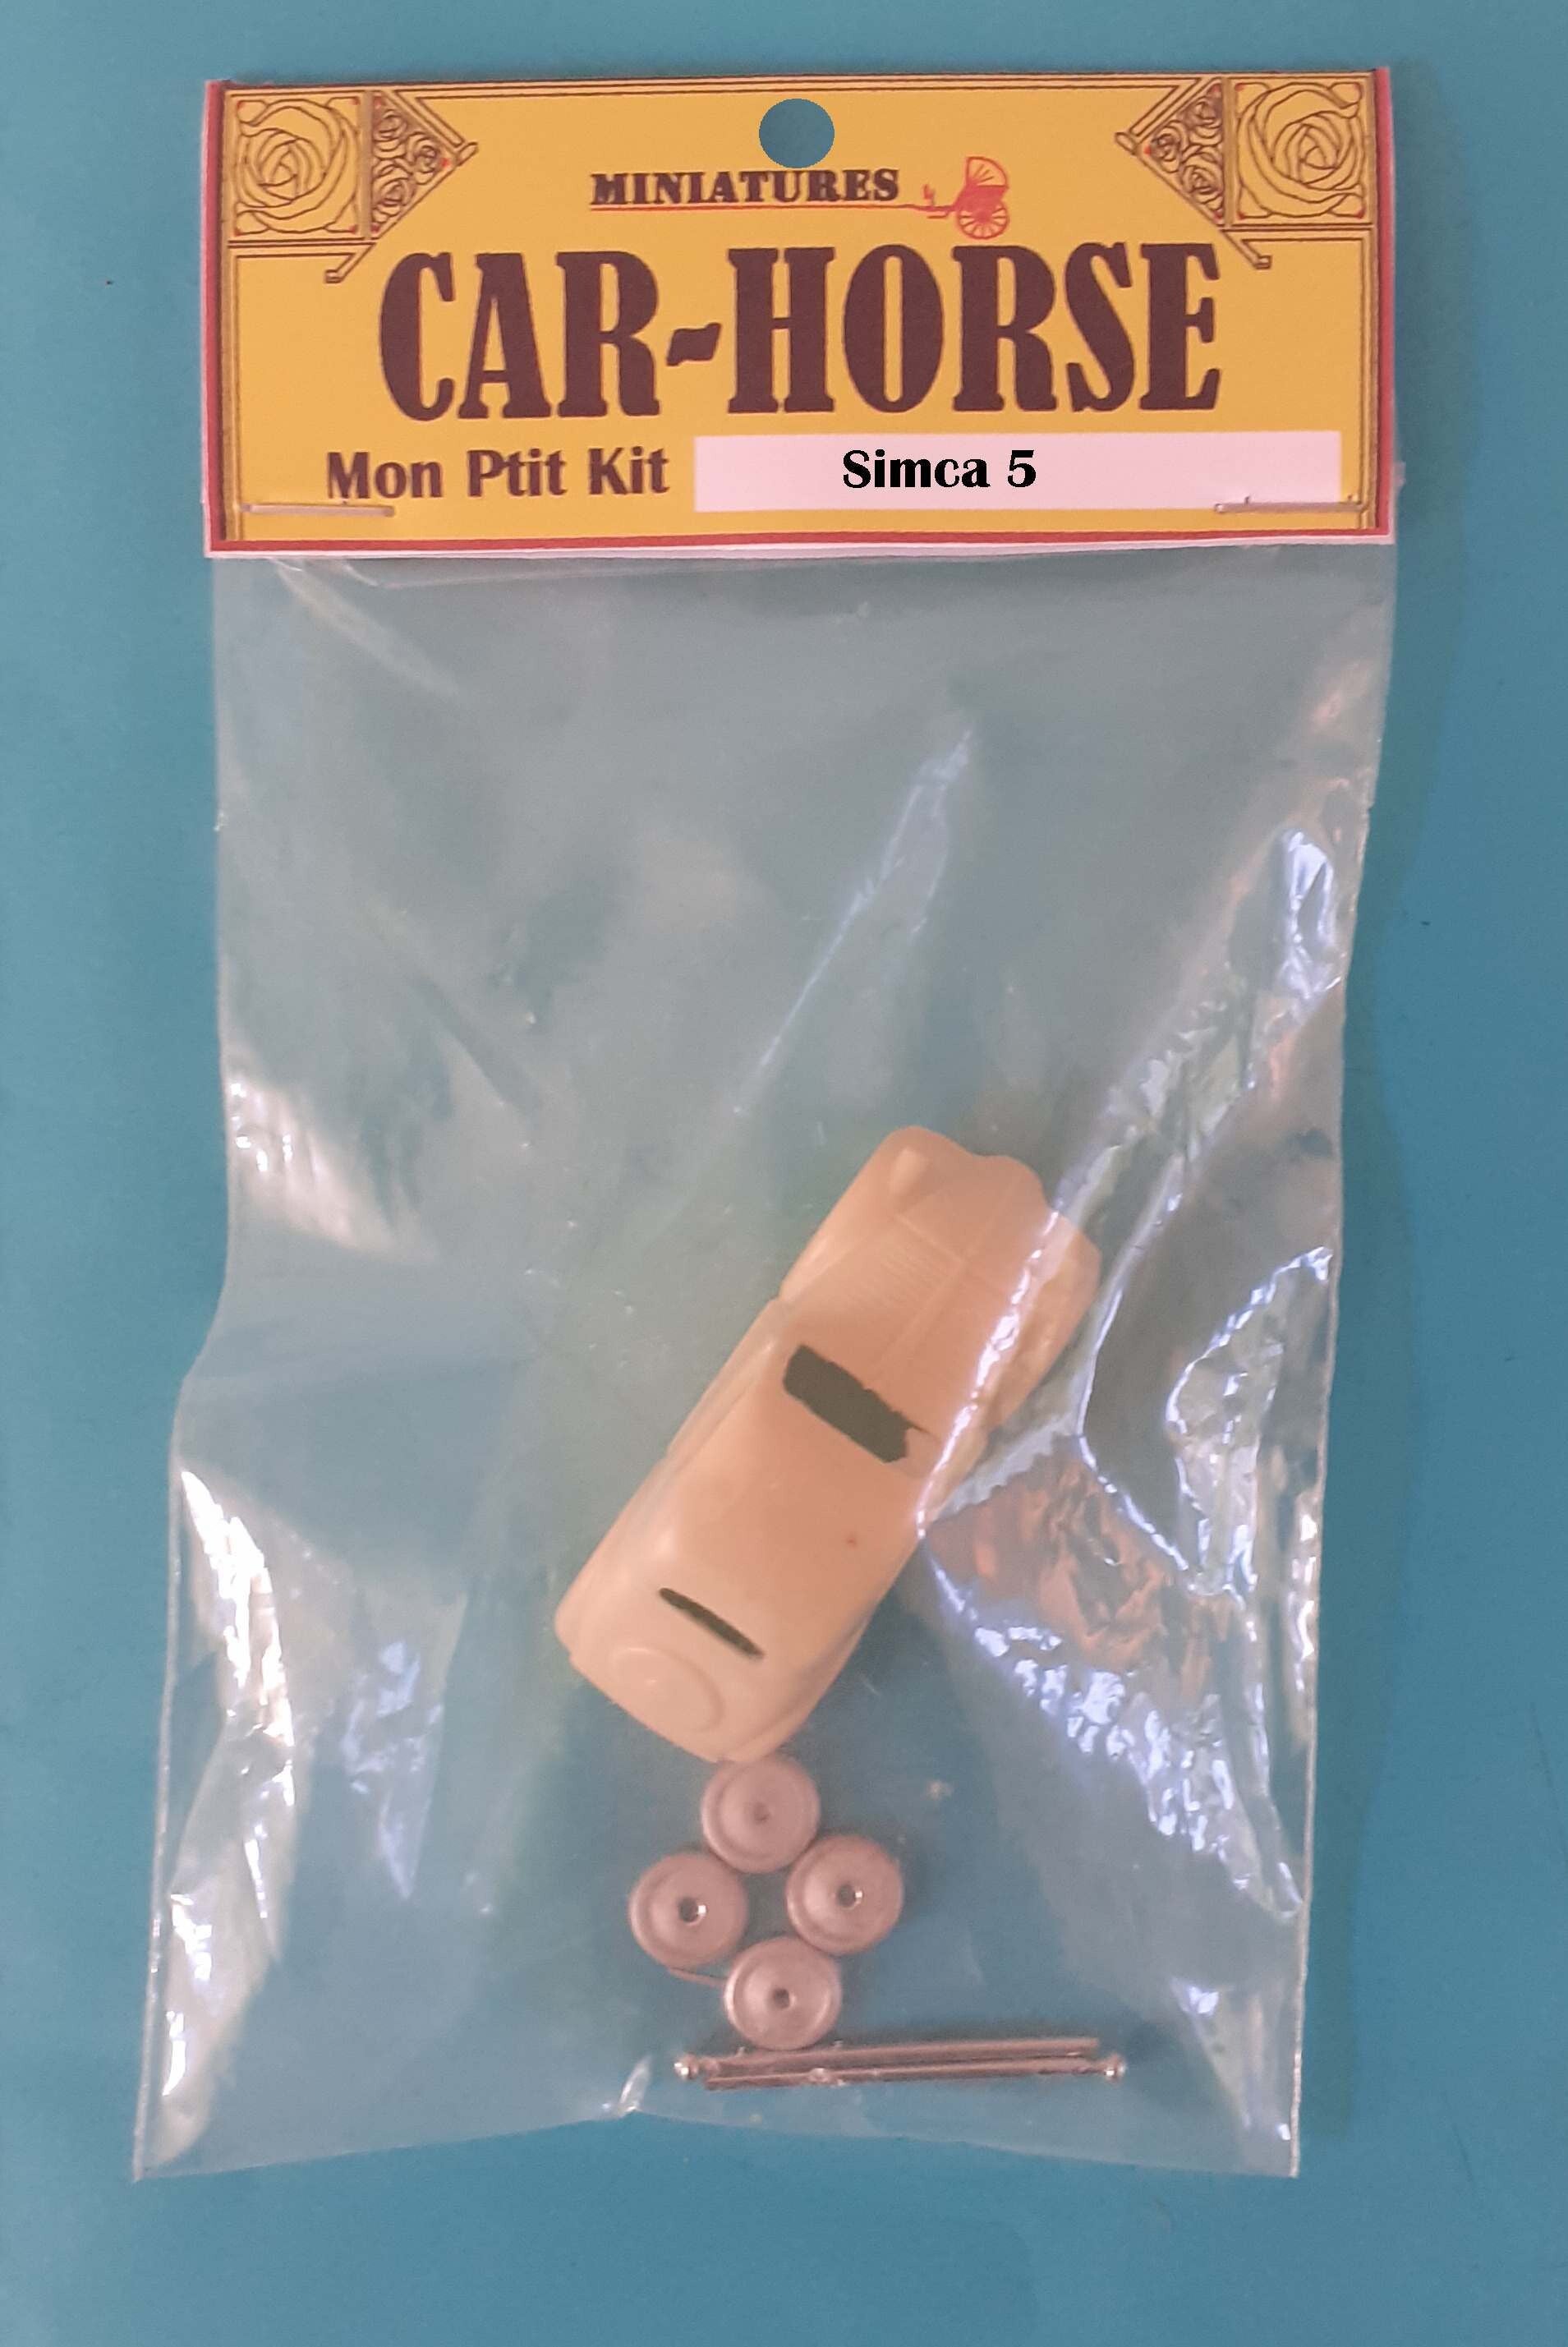 MINIATURES
CAR-HORSE
Mon Ptit Kit Simca 5